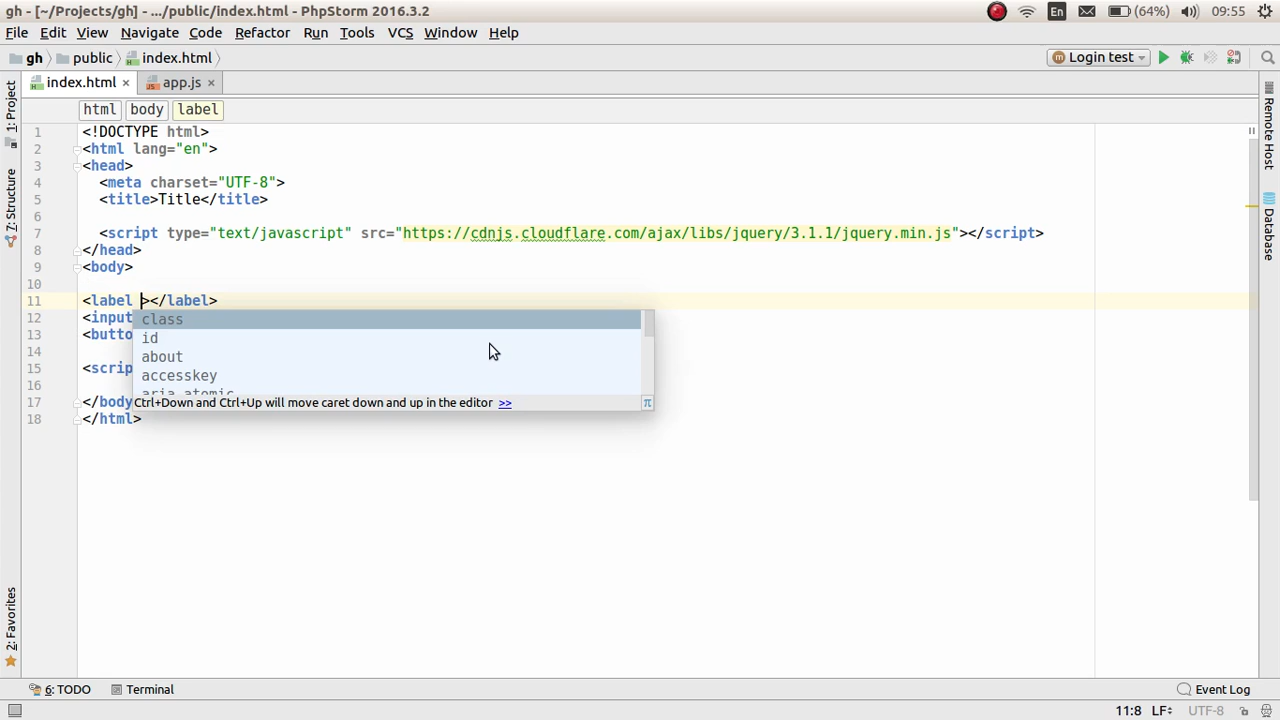 gh - [~/Projects/gh] - .../public/index.html - PhpStorm 2016.3.2
En (64%) 09:55
File Edit View Navigate Code Refactor Run Tools VCS Window Help
gh public index.html Login test
index.html × app.js ×
html body label
1 <!DOCTYPE html>
2 <html lang="en">
3 <head>
4 <meta charset="UTF-8">
5 <title>Title</title>
6
7 <script type="text/javascript" src="https://cdnjs.cloudflare.com/ajax/libs/jquery/3.1.1/jquery.min.js"></script>
8 </head>
9 <body>
10
11 <label ></label>
12 <input
13 <butto
14
15 <scrip
16
17 </body
18 </html>
class
id
about
accesskey
aria-atomic
Ctrl+Down and Ctrl+Up will move caret down and up in the editor >> π
1: Project
7: Structure
2: Favorites
Remote Host
Database
6: TODO Terminal Event Log
11:8 LF UTF-8